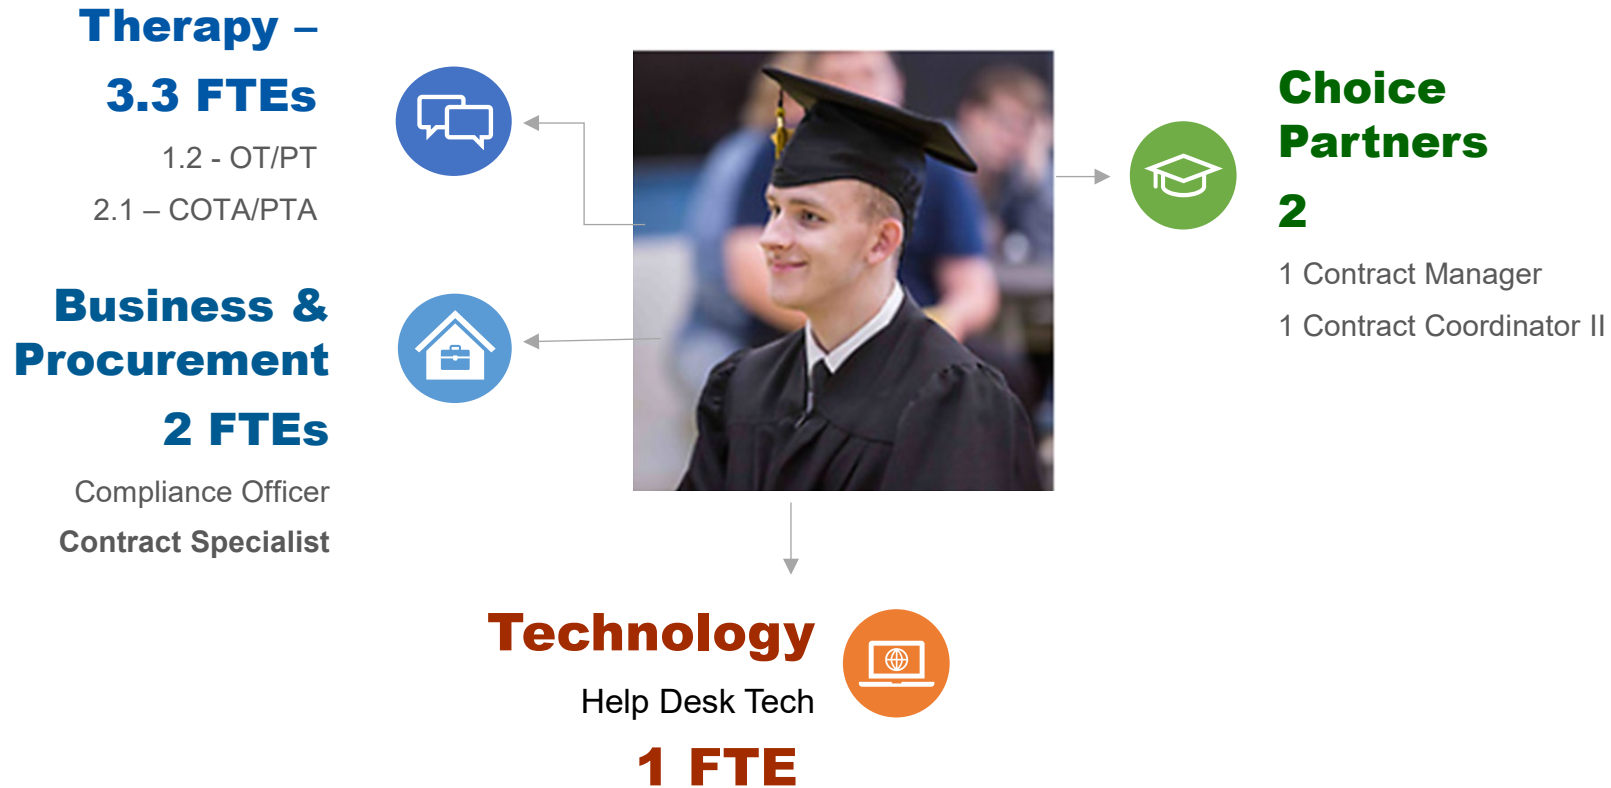 Therapy –
3.3 FTEs
1.2 - OT/PT
2.1 – COTA/PTA
Business &
Procurement
2 FTEs
Compliance Officer
Contract Specialist
Choice
Partners
2
1 Contract Manager
1 Contract Coordinator II
Technology
Help Desk Tech
1 FTE